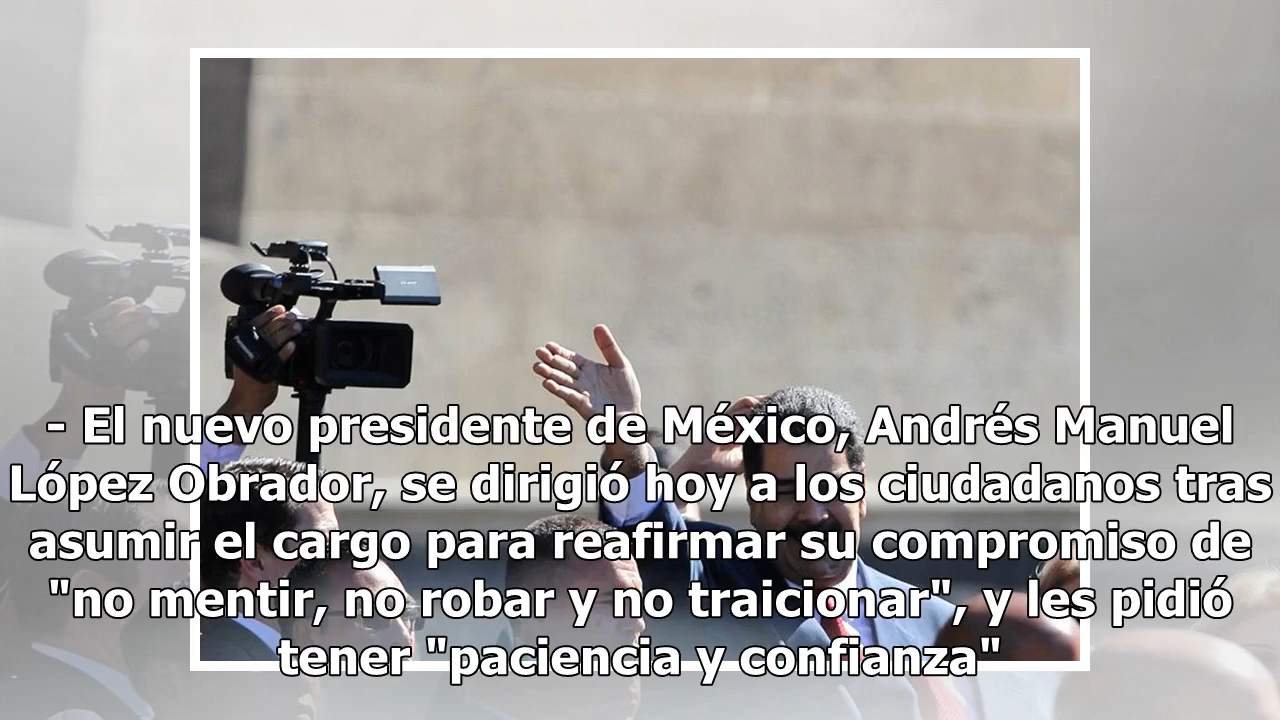 - El nuevo presidente de México, Andrés Manuel
López Obrador, se dirigió hoy a los ciudadanos tras
asumir el cargo para reafirmar su compromiso de
"no mentir, no robar y no traicionar", y les pidió
tener "paciencia y confianza"